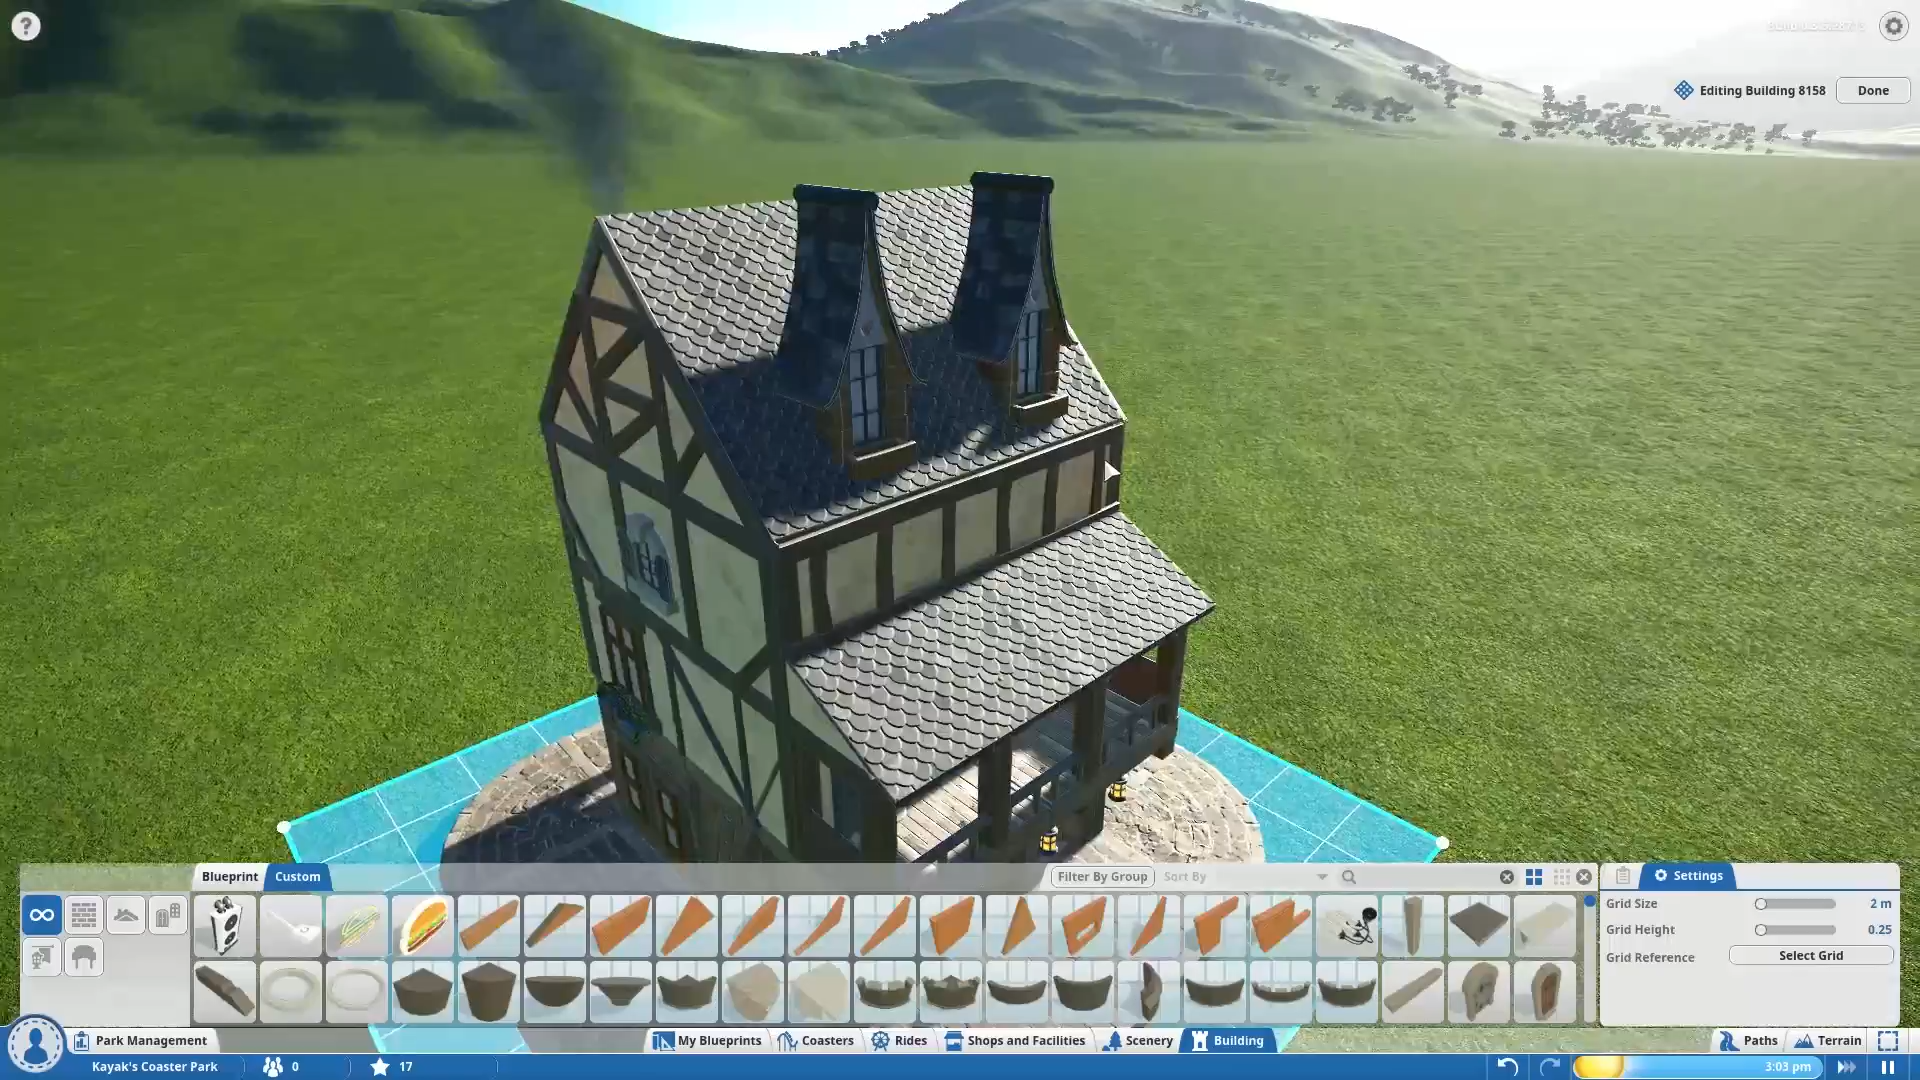 ?
Editing Building 8158
Done
Blueprint
Custom
Filter By Group
Sort By
Settings
Grid Size
2 m
Grid Height
0.25
Grid Reference
Select Grid
Park Management
My Blueprints
Coasters
Rides
Shops and Facilities
Scenery
Building
Paths
Terrain
Kayak's Coaster Park
0
17
3:03 pm